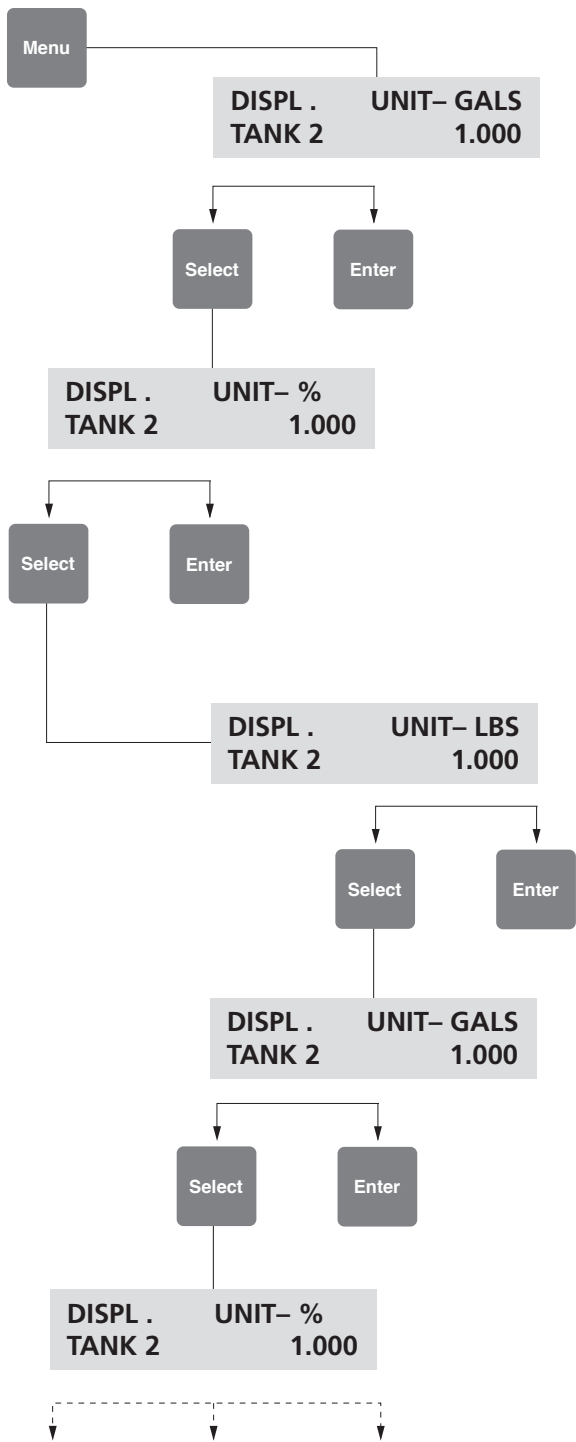 Menu
DISPL . UNIT– GALS
TANK 2 1.000
Select Enter
DISPL . UNIT– %
TANK 2 1.000
Select Enter
DISPL . UNIT– LBS
TANK 2 1.000
Select Enter
DISPL . UNIT– GALS
TANK 2 1.000
Select Enter
DISPL . UNIT– %
TANK 2 1.000